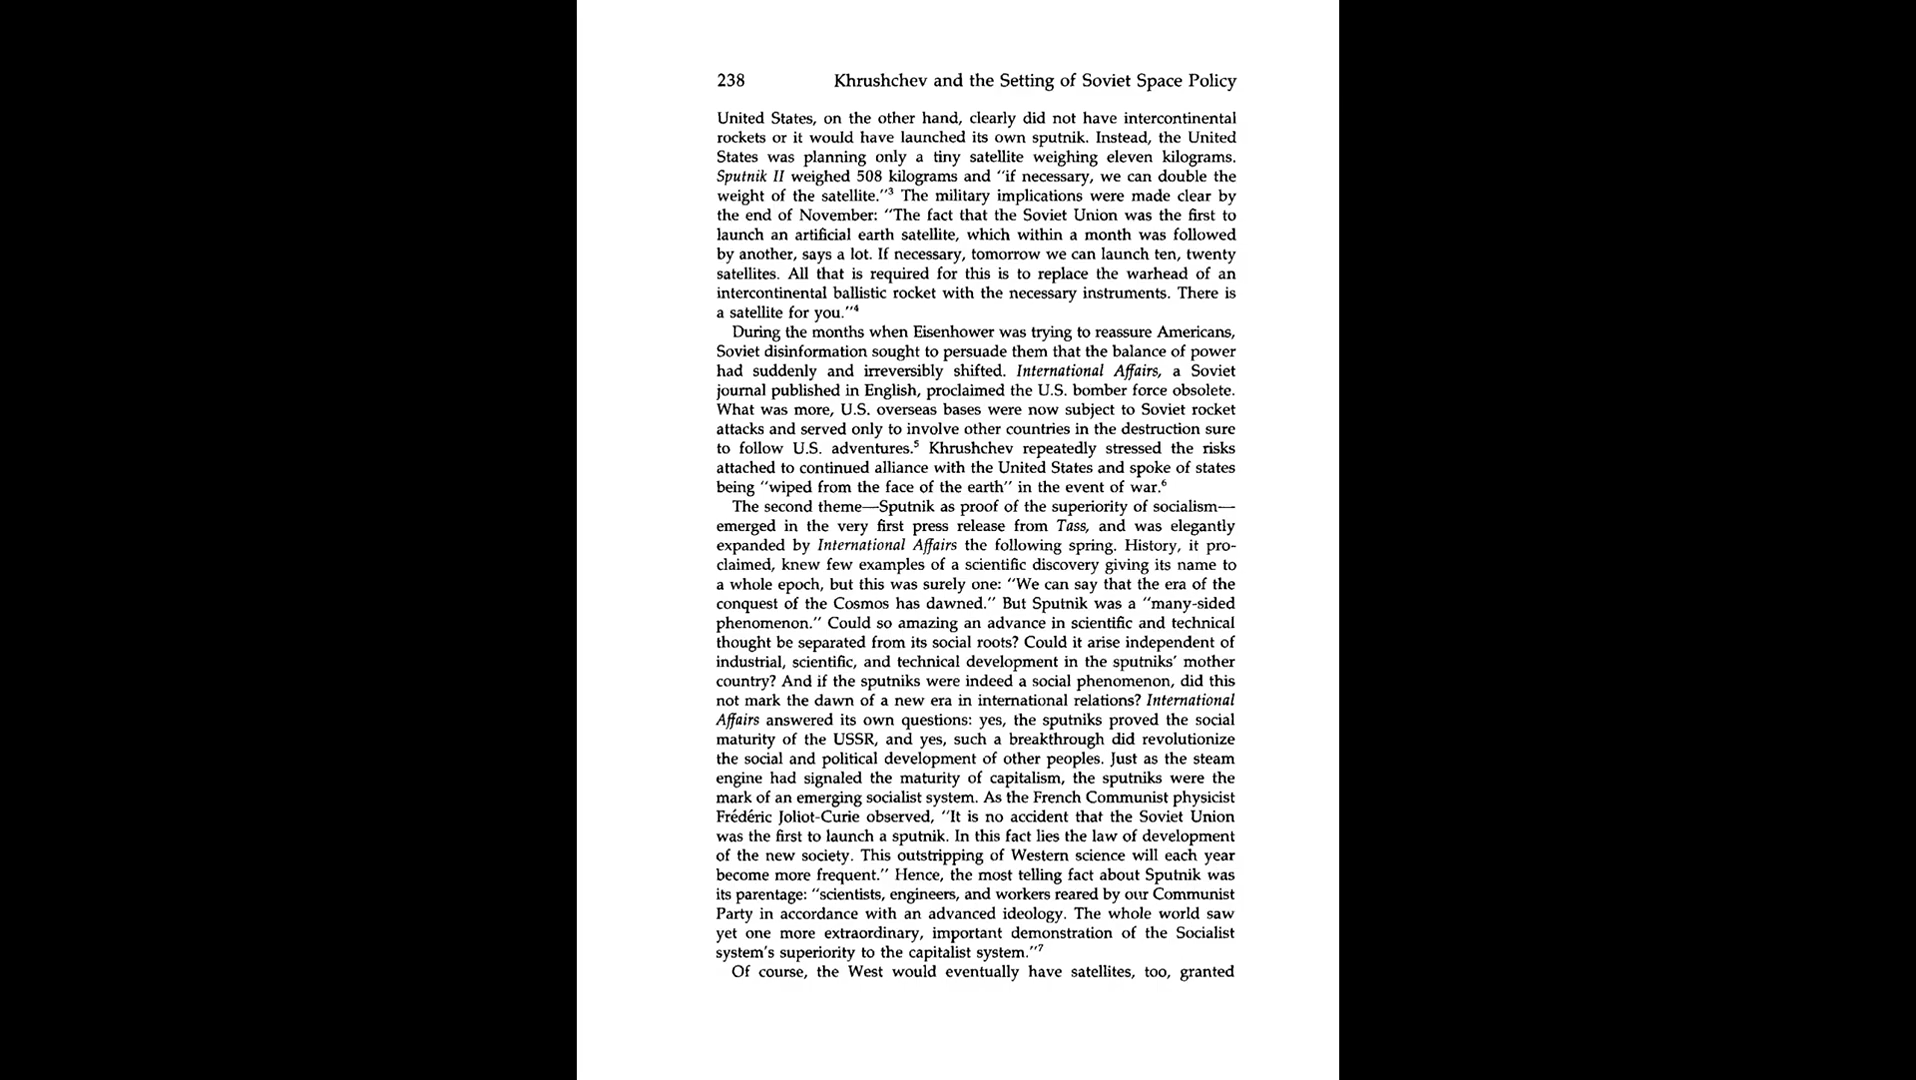 238 Khrushchev and the Setting of Soviet Space Policy
United States, on the other hand, clearly did not have intercontinental
rockets or it would have launched its own sputnik. Instead, the United
States was planning only a tiny satellite weighing eleven kilograms.
Sputnik II weighed 508 kilograms and “if necessary, we can double the
weight of the satellite.”³ The military implications were made clear by
the end of November: “The fact that the Soviet Union was the first to
launch an artificial earth satellite, which within a month was followed
by another, says a lot. If necessary, tomorrow we can launch ten, twenty
satellites. All that is required for this is to replace the warhead of an
intercontinental ballistic rocket with the necessary instruments. There is
a satellite for you.”⁴
During the months when Eisenhower was trying to reassure Americans,
Soviet disinformation sought to persuade them that the balance of power
had suddenly and irreversibly shifted. International Affairs, a Soviet
journal published in English, proclaimed the U.S. bomber force obsolete.
What was more, U.S. overseas bases were now subject to Soviet rocket
attacks and served only to involve other countries in the destruction sure
to follow U.S. adventures.⁵ Khrushchev repeatedly stressed the risks
attached to continued alliance with the United States and spoke of states
being “wiped from the face of the earth” in the event of war.⁶
The second theme—Sputnik as proof of the superiority of socialism—
emerged in the very first press release from Tass, and was elegantly
expanded by International Affairs the following spring. History, it pro-
claimed, knew few examples of a scientific discovery giving its name to
a whole epoch, but this was surely one: “We can say that the era of the
conquest of the Cosmos has dawned.” But Sputnik was a “many-sided
phenomenon.” Could so amazing an advance in scientific and technical
thought be separated from its social roots? Could it arise independent of
industrial, scientific, and technical development in the sputniks’ mother
country? And if the sputniks were indeed a social phenomenon, did this
not mark the dawn of a new era in international relations? International
Affairs answered its own questions: yes, the sputniks proved the social
maturity of the USSR, and yes, such a breakthrough did revolutionize
the social and political development of other peoples. Just as the steam
engine had signaled the maturity of capitalism, the sputniks were the
mark of an emerging socialist system. As the French Communist physicist
Frédéric Joliot-Curie observed, “It is no accident that the Soviet Union
was the first to launch a sputnik. In this fact lies the law of development
of the new society. This outstripping of Western science will each year
become more frequent.” Hence, the most telling fact about Sputnik was
its parentage: “scientists, engineers, and workers reared by our Communist
Party in accordance with an advanced ideology. The whole world saw
yet one more extraordinary, important demonstration of the Socialist
system’s superiority to the capitalist system.”⁷
Of course, the West would eventually have satellites, too, granted